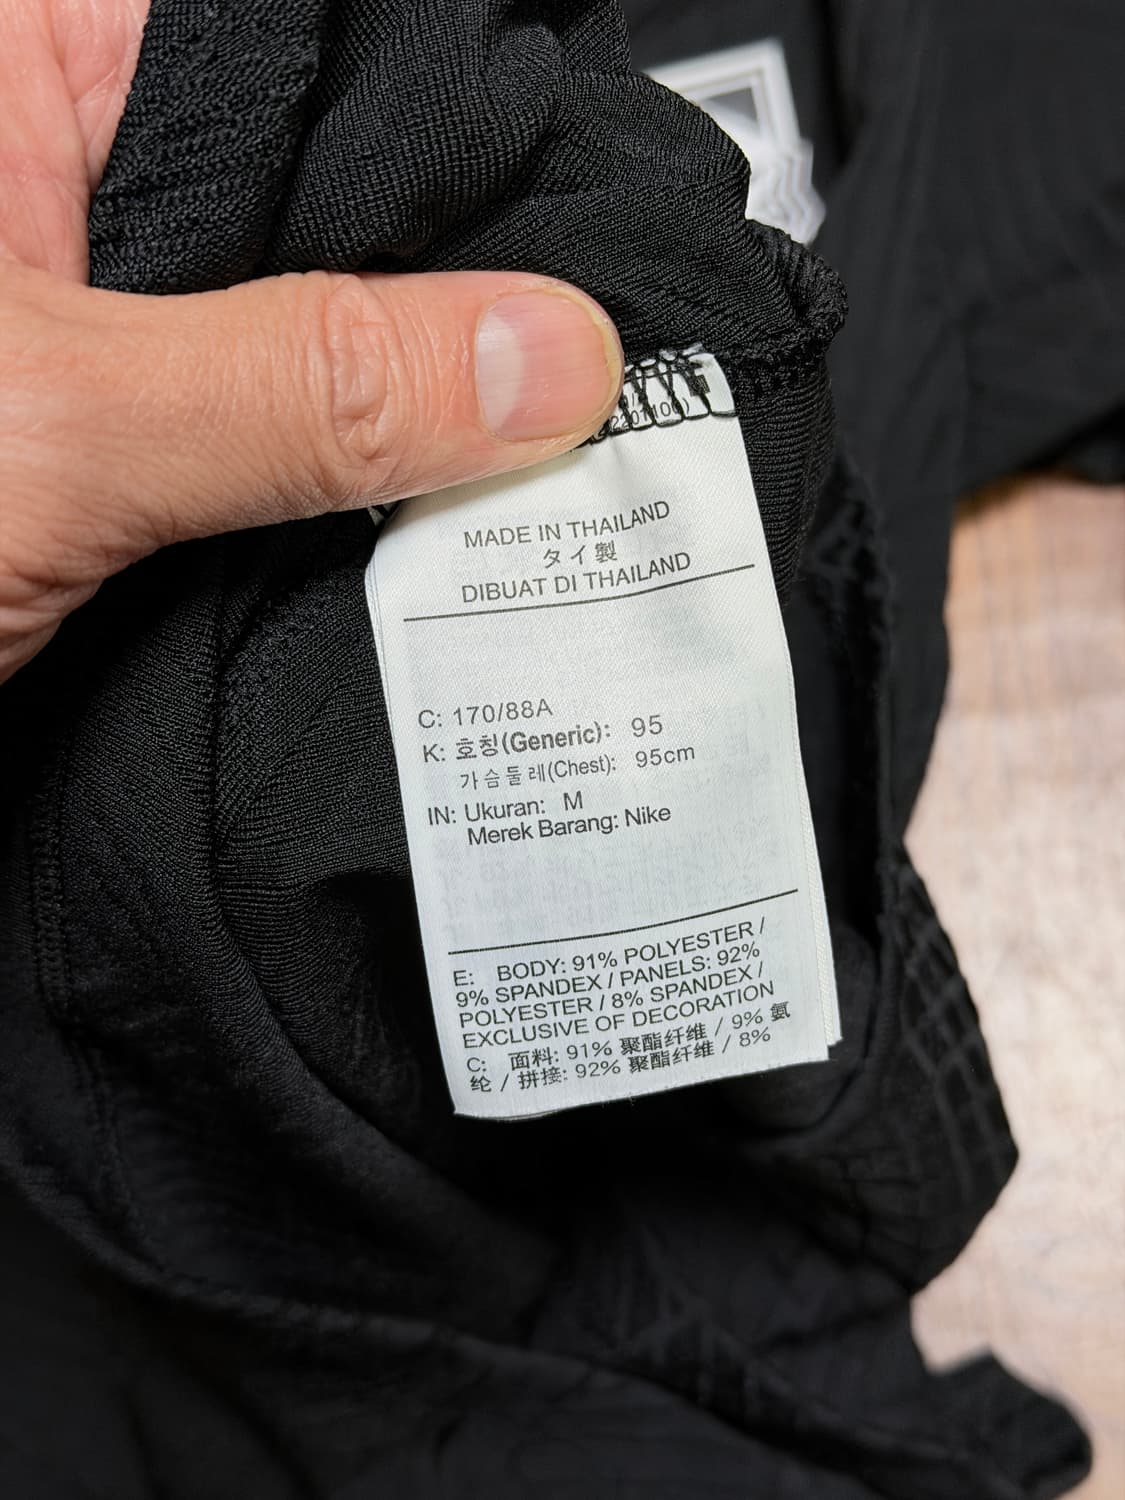 MADE IN THAILAND
タイ製
DIBUAT DI THAILAND
C: 170/88A
K: 호칭(Generic): 95
가슴둘레(Chest): 95cm
IN: Ukuran: M
Merek Barang: Nike
E: BODY: 91% POLYESTER /
9% SPANDEX / PANELS: 92%
POLYESTER / 8% SPANDEX /
EXCLUSIVE OF DECORATION
C: 面料: 91% 聚酯纤维 / 9% 氨
纶 / 拼接: 92% 聚酯纤维 / 8%